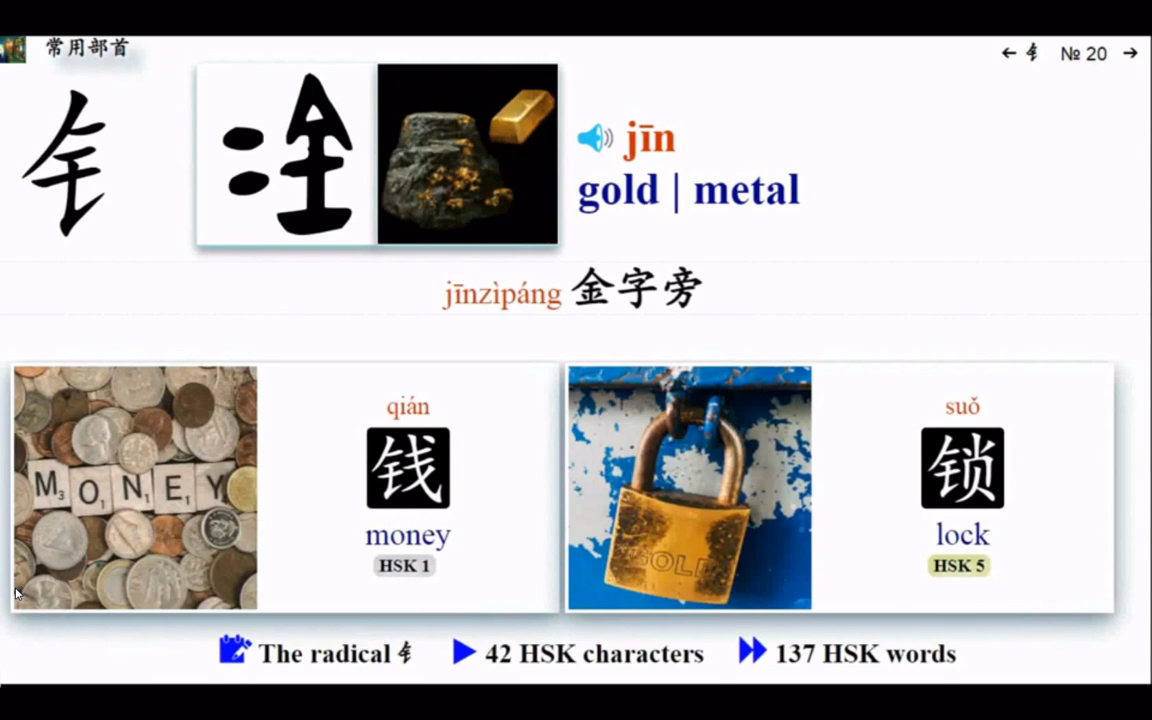 常用部首
← 钅 № 20 →
钅
jīn
gold | metal
jīnzìpáng 金字旁
MONEY
qián
钱
money
HSK 1
GOLD
suǒ
锁
lock
HSK 5
The radical 钅
42 HSK characters
137 HSK words